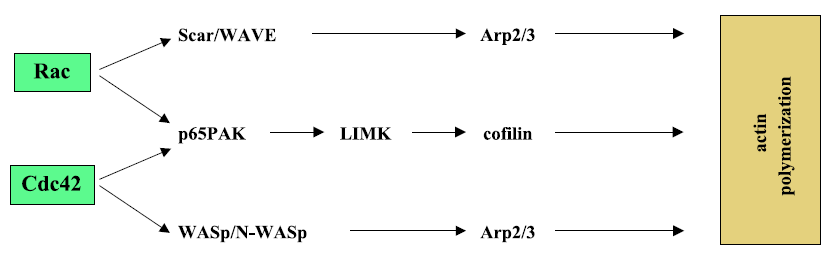 Scar/WAVE
Arp2/3
Rac
p65PAK
LIMK
cofilin
Cdc42
WASp/N-WASp
Arp2/3
actin
polymerization